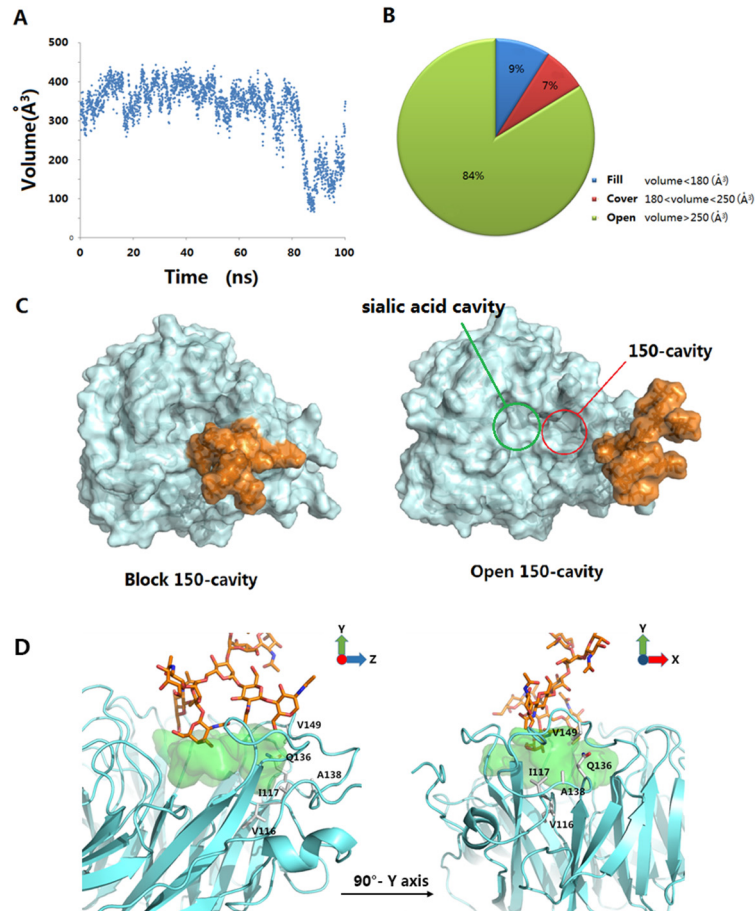 A
Volume(Å³)
500
400
300
200
100
0
0 20 40 60 80 100
Time (ns)
B
9%
7%
84%
Fill volume<180(Å³)
Cover 180<volume<250(Å³)
Open volume>250(Å³)
C
sialic acid cavity
150-cavity
Block 150-cavity
Open 150-cavity
D
Y
Z
V149
Q136
A138
I117
V116
Y
X
V149
I117
Q136
A138
V116
90°- Y axis